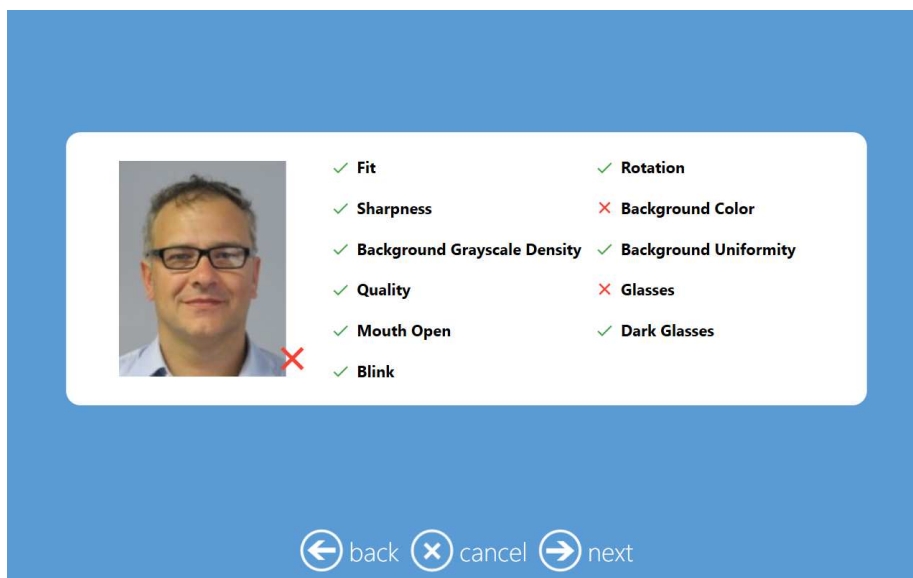 Fit
Rotation
Sharpness
Background Color
Background Grayscale Density
Background Uniformity
Quality
Glasses
Mouth Open
Dark Glasses
Blink
back
cancel
next